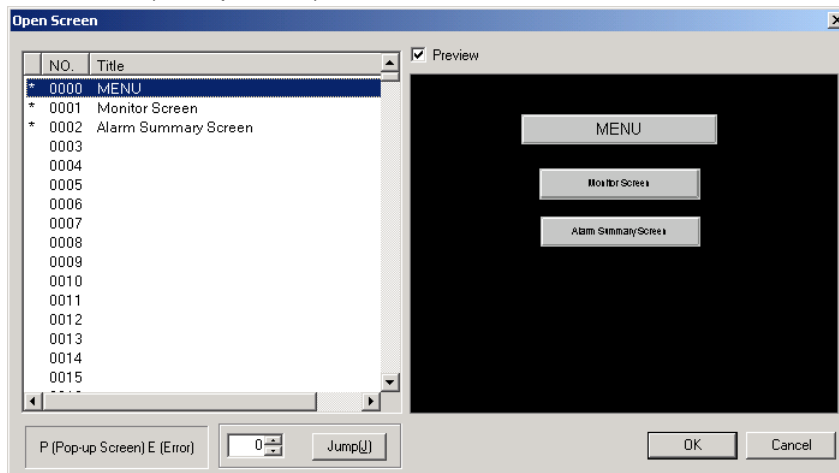 Open Screen
NO. Title
* 0000 MENU
* 0001 Monitor Screen
* 0002 Alarm Summary Screen
0003
0004
0005
0006
0007
0008
0009
0010
0011
0012
0013
0014
0015
P (Pop-up Screen) E (Error)
0
Jump(J)
Preview
MENU
Monitor Screen
Alarm Summary Screen
OK
Cancel